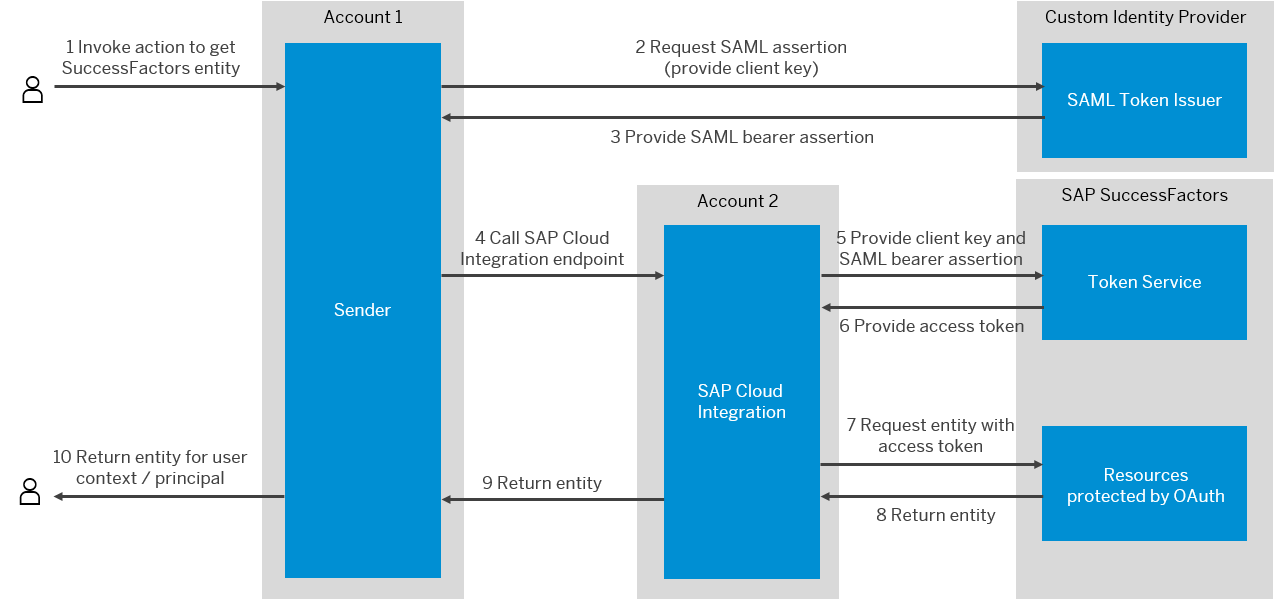 Account 1
Custom Identity Provider
1 Invoke action to get
SuccessFactors entity
2 Request SAML assertion
(provide client key)
SAML Token Issuer
3 Provide SAML bearer assertion
Account 2
SAP SuccessFactors
4 Call SAP Cloud
Integration endpoint
5 Provide client key and
SAML bearer assertion
Token Service
Sender
6 Provide access token
SAP Cloud
Integration
7 Request entity with
access token
10 Return entity for user
context / principal
9 Return entity
Resources
protected by OAuth
8 Return entity